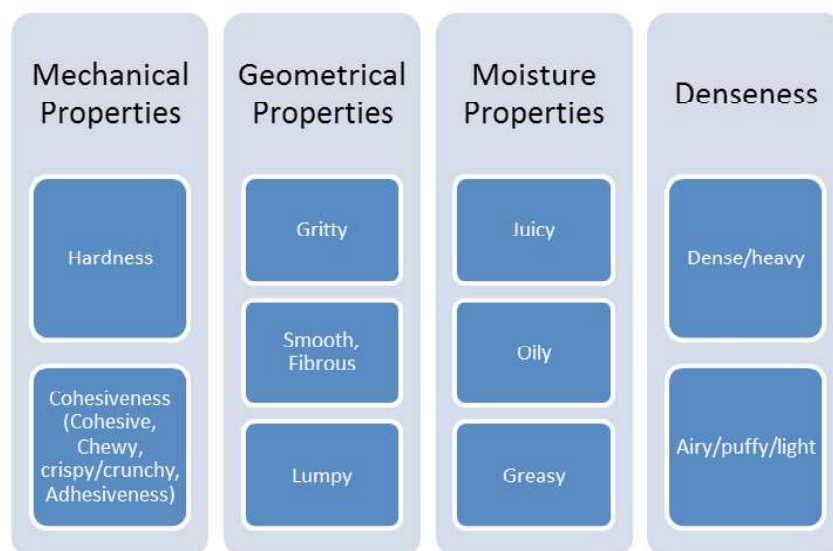 Mechanical
Properties
Hardness
Cohesiveness
(Cohesive,
Chewy,
crispy/crunchy,
Adhesiveness)
Geometrical
Properties
Gritty
Smooth,
Fibrous
Lumpy
Moisture
Properties
Juicy
Oily
Greasy
Denseness
Dense/heavy
Airy/puffy/light